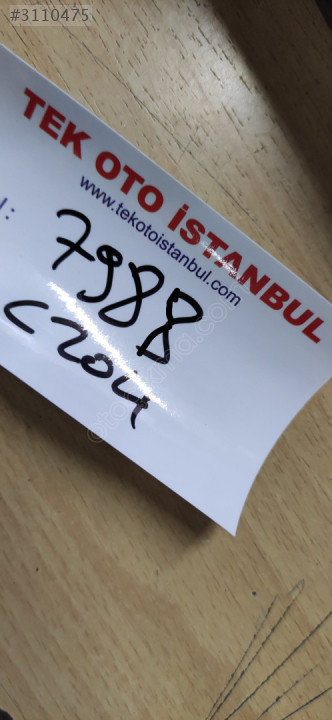 #3110475
TEK OTO İSTANBUL
www.tekotoistanbul.com
7988
C204